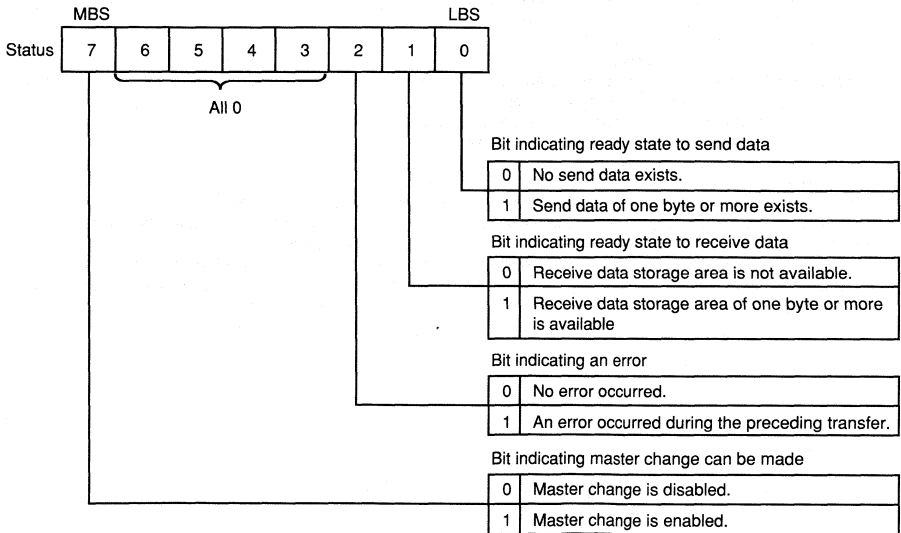 MBS LBS
Status 7 6 5 4 3 2 1 0
All 0
Bit indicating ready state to send data
0 No send data exists.
1 Send data of one byte or more exists.
Bit indicating ready state to receive data
0 Receive data storage area is not available.
1 Receive data storage area of one byte or more
is available
Bit indicating an error
0 No error occurred.
1 An error occurred during the preceding transfer.
Bit indicating master change can be made
0 Master change is disabled.
1 Master change is enabled.